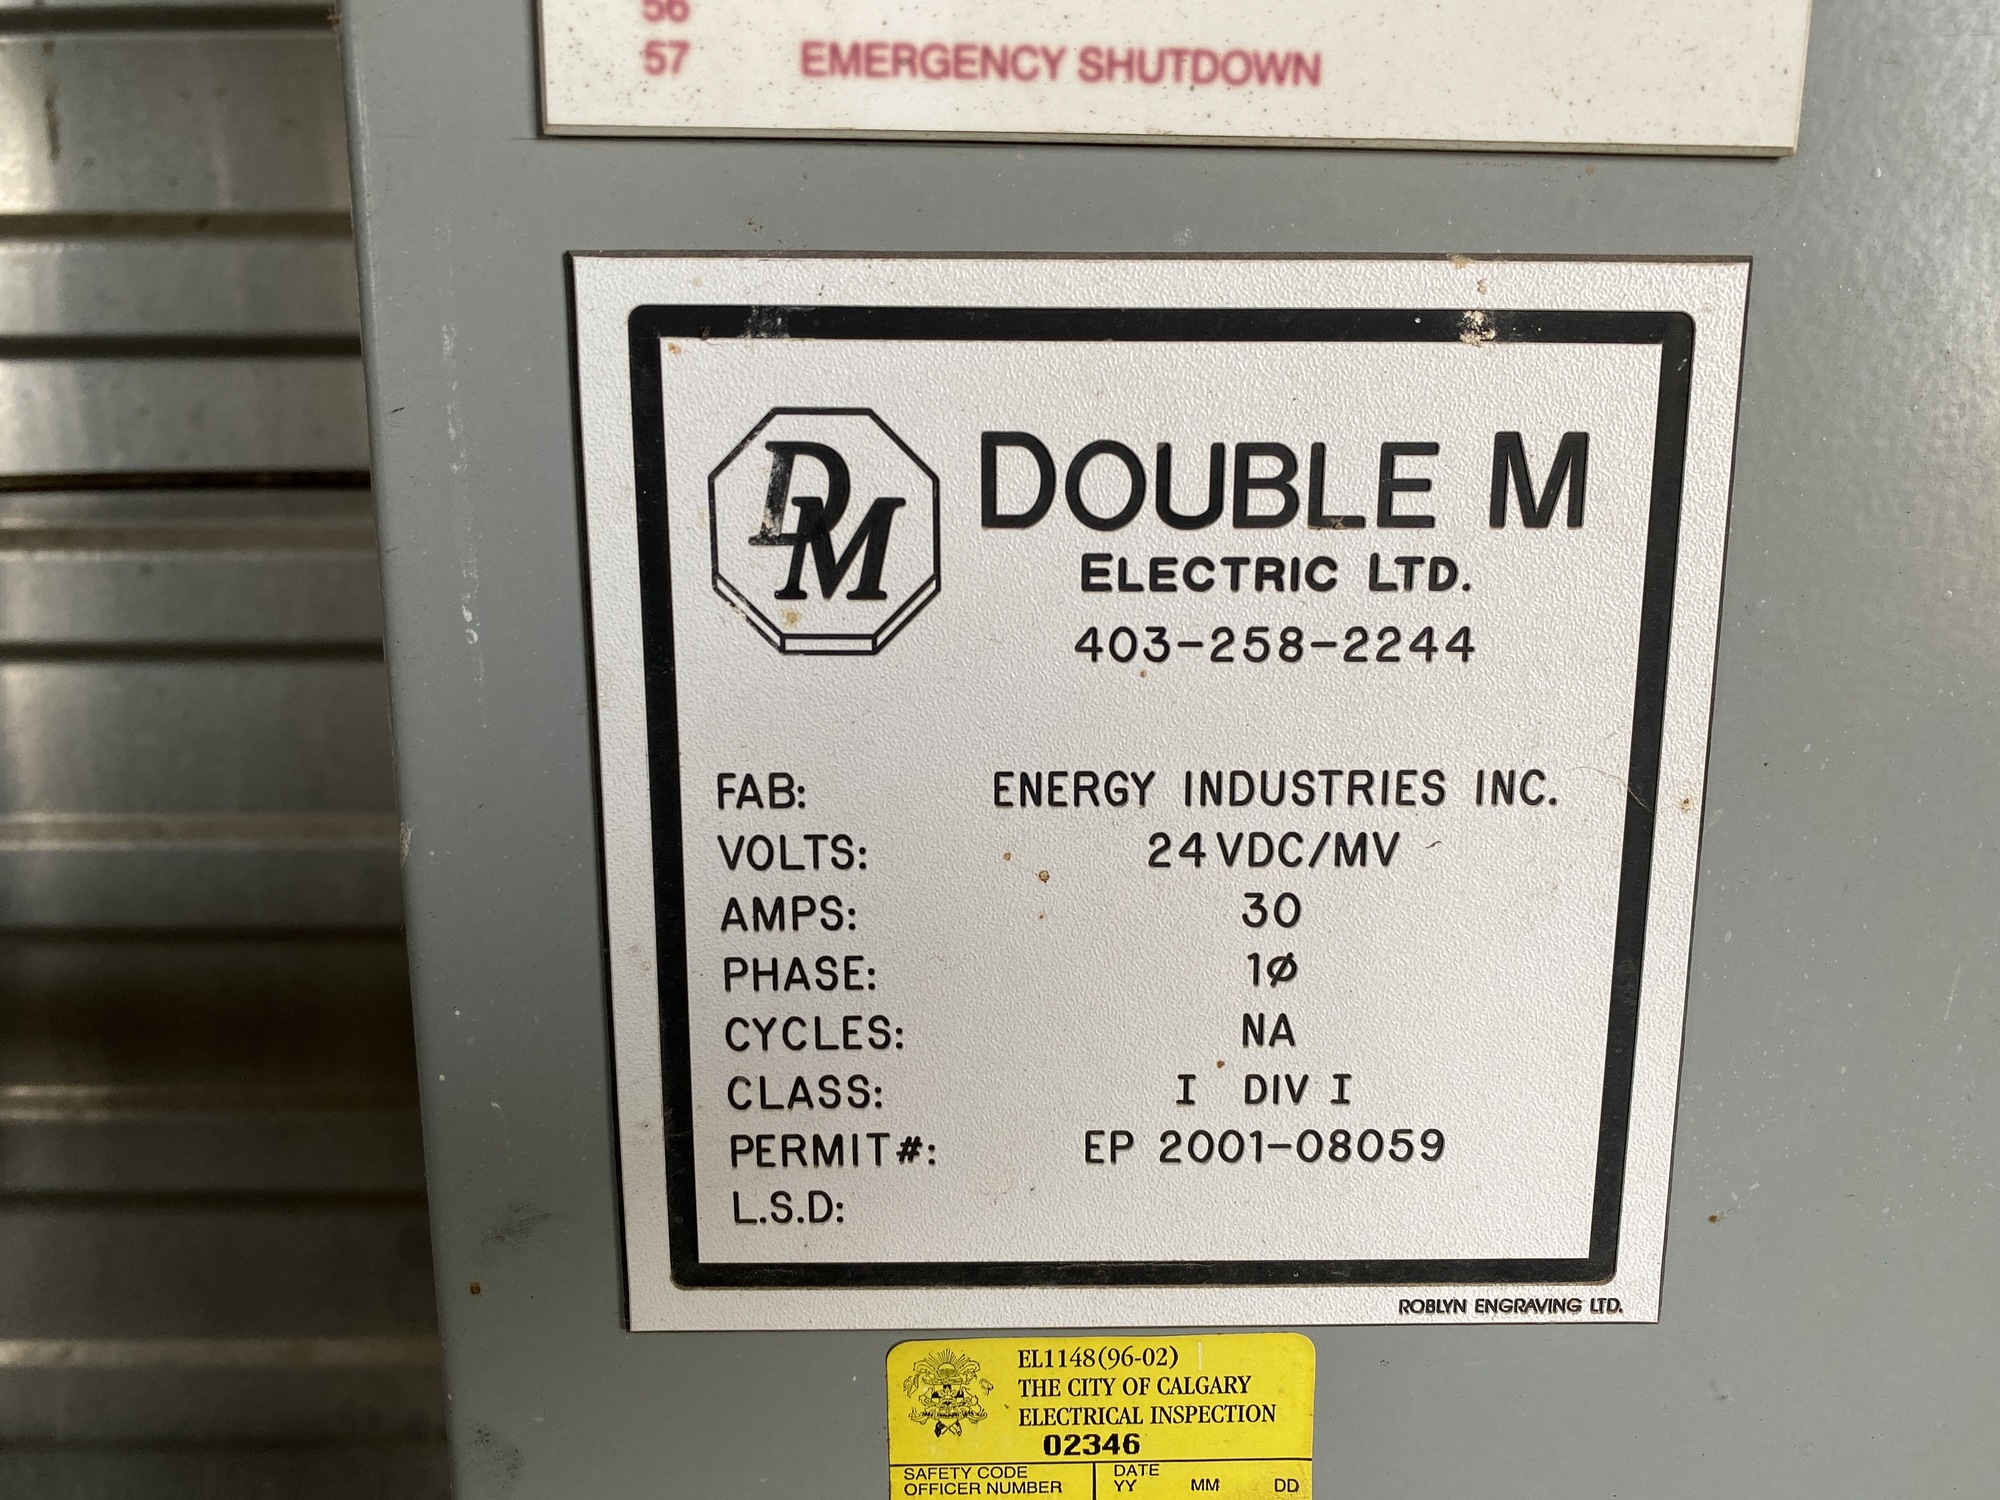 56
57 EMERGENCY SHUTDOWN
DM
DOUBLE M
ELECTRIC LTD.
403-258-2244
FAB: ENERGY INDUSTRIES INC.
VOLTS: 24 VDC/MV
AMPS: 30
PHASE: 1Ø
CYCLES: NA
CLASS: I DIV I
PERMIT#: EP 2001-08059
L.S.D:
ROBLYN ENGRAVING LTD.
EL1148(96-02)
THE CITY OF CALGARY
ELECTRICAL INSPECTION
02346
SAFETY CODE
OFFICER NUMBER
DATE
YY MM DD